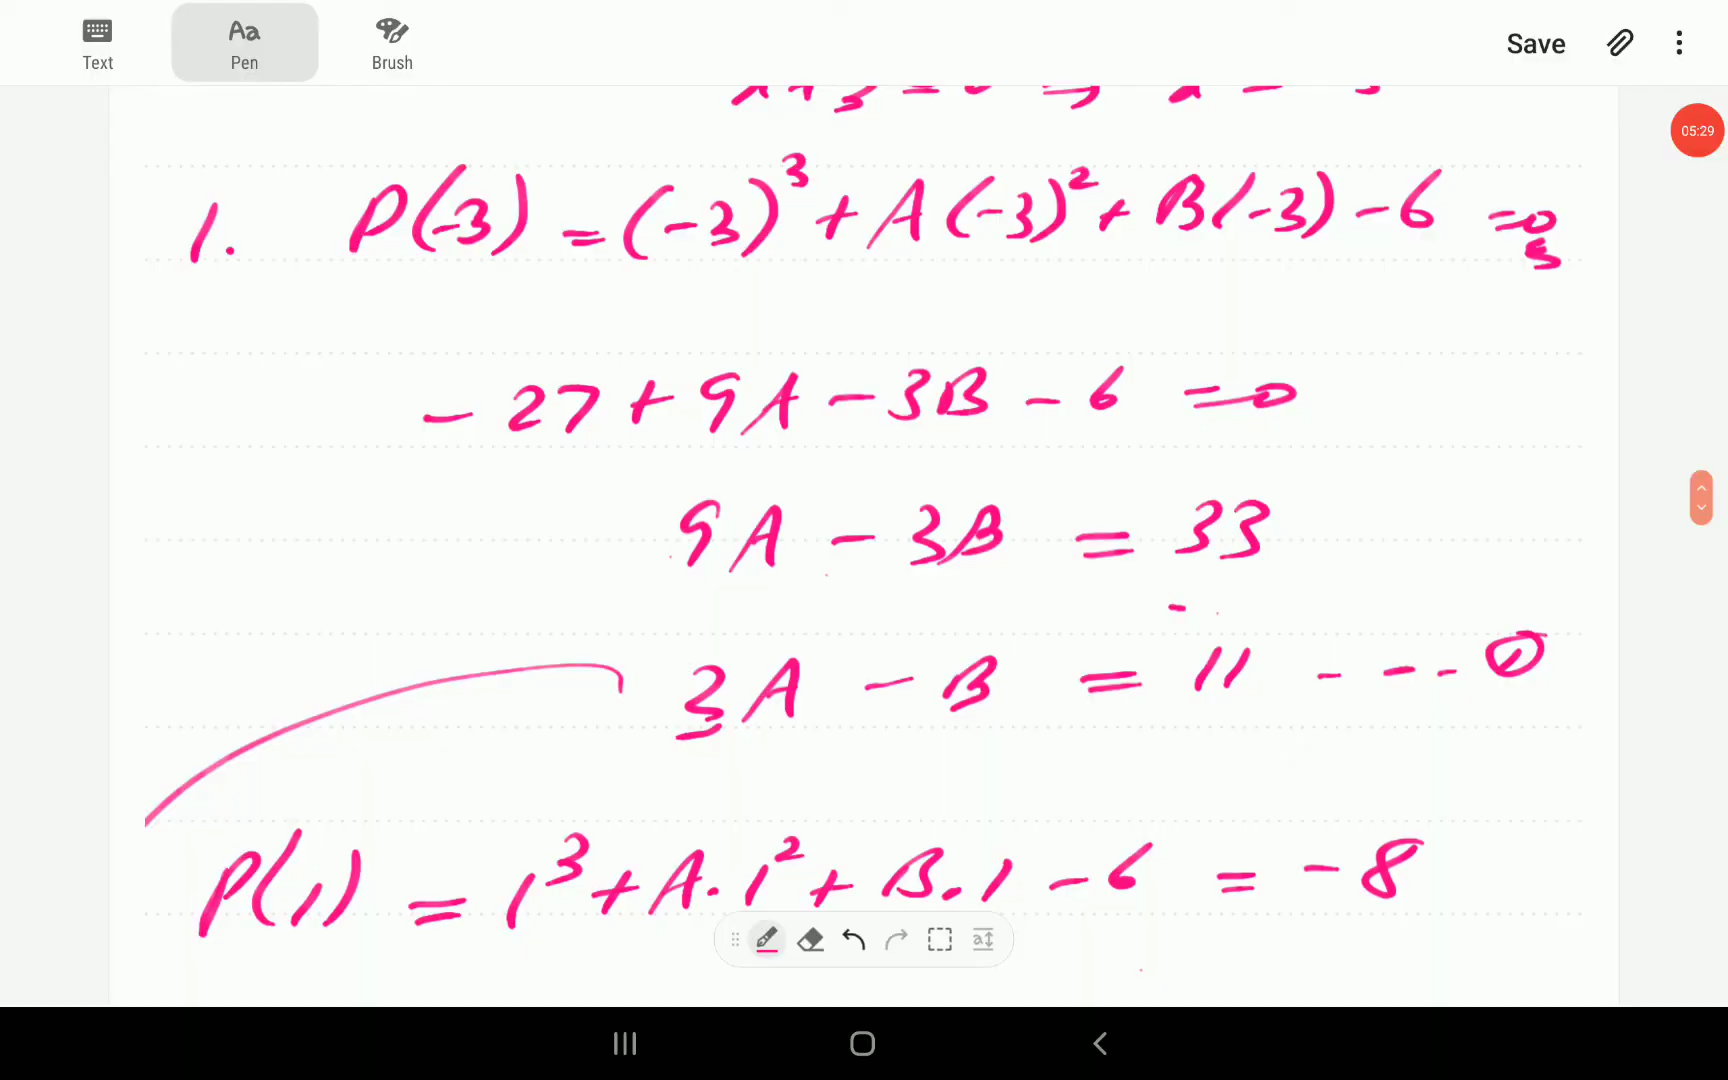 Text
Aa
Pen
Brush
Save
05:29
1. P(-3) = (-3)³ + A(-3)² + B(-3) - 6 = 0
- 27 + 9A - 3B - 6 = 0
9A - 3B = 33
3A - B = 11 - - - ①
P(1) = 1³ + A.1² + B.1 - 6 = - 8